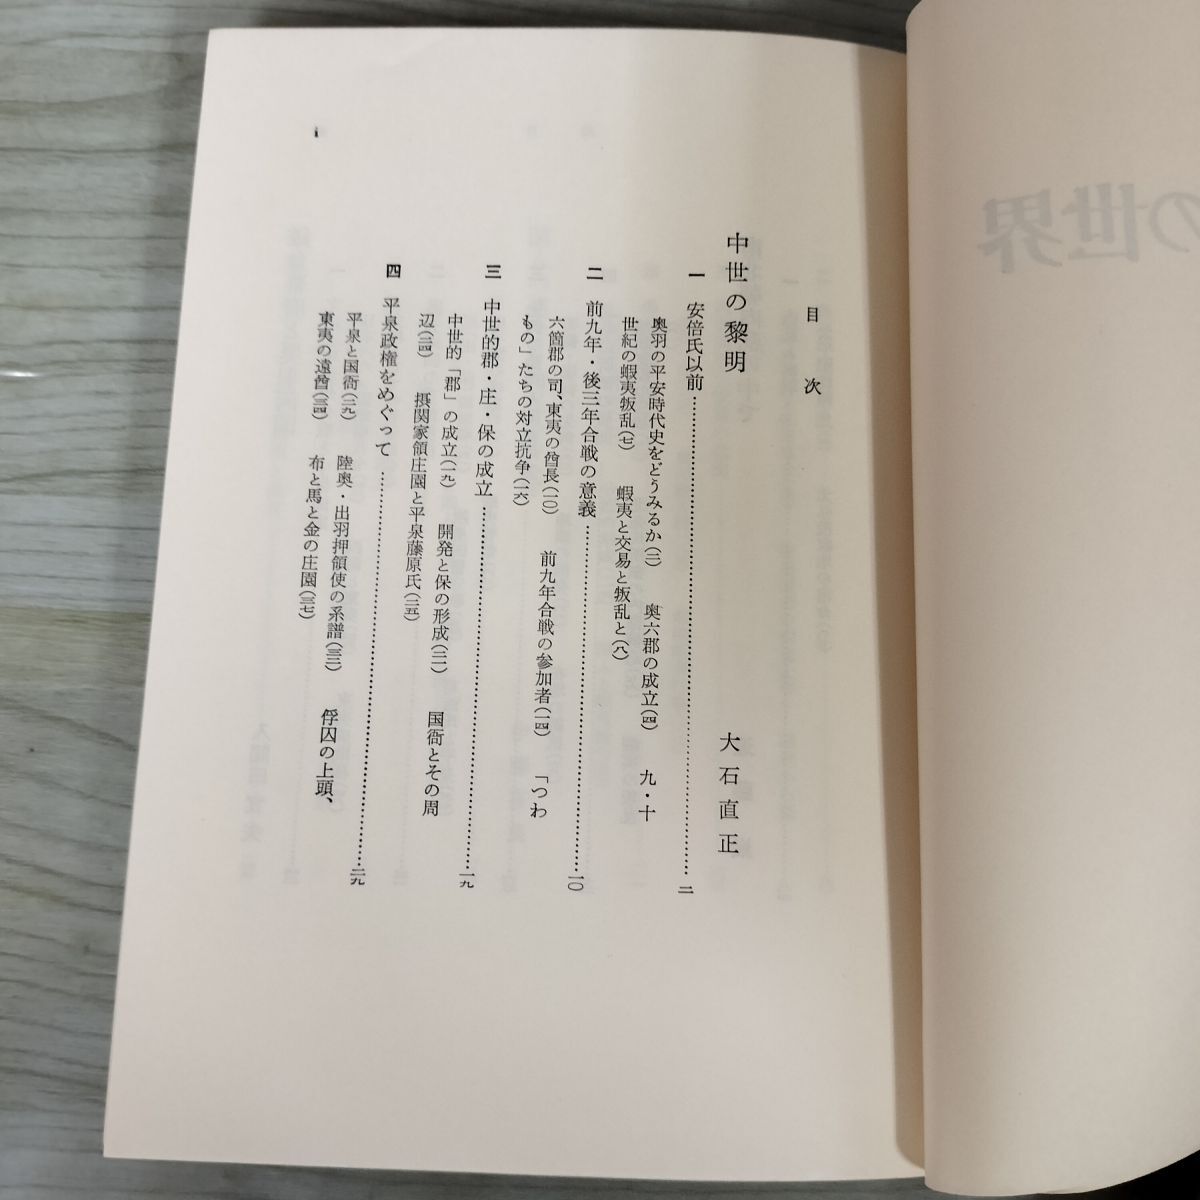 の世界
目次
中世の黎明 大石直正
一 安倍氏以前……二
奥羽の平安時代史をどうみるか(二) 奥六郡の成立(四) 九・十
世紀の蝦夷叛乱(七) 蝦夷と交易と叛乱と(八)
二 前九年・後三年合戦の意義……一〇
六箇郡の司、東夷の酋長(一〇) 前九年合戦の参加者(一四) 「つわ
もの」たちの対立抗争(一六)
三 中世的郡・庄・保の成立……一九
中世的「郡」の成立(一九) 開発と保の形成(二一) 国衙とその周
辺(二四) 摂関家領庄園と平泉藤原氏(二五)
四 平泉政権をめぐって……二九
平泉と国衙(二九) 陸奥・出羽押領使の系譜(三一) 俘囚の上頭、
東夷の遠酋(三四) 布と馬と金の庄園(三七)
i